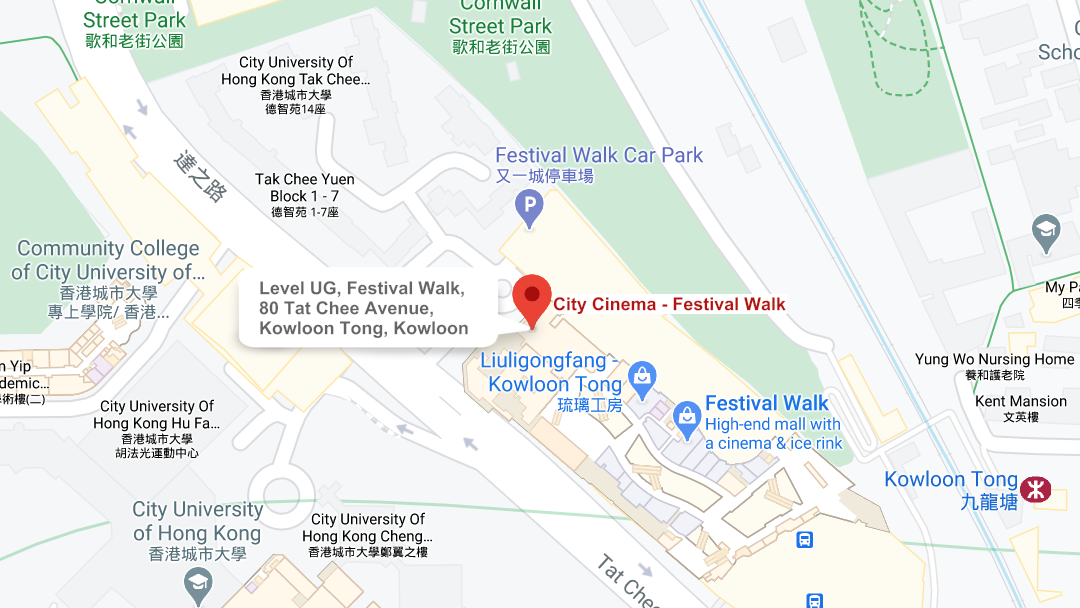 Cornwall
Street Park
歌和老街公園
Cornwall
Street Park
歌和老街公園
City University Of
Hong Kong Tak Chee...
香港城市大學
德智苑14座
達之路
Festival Walk Car Park
又一城停車場
P
Tak Chee Yuen
Block 1 - 7
德智苑 1-7座
Community College
of City University of...
香港城市大學
專上學院/ 香港...
Level UG, Festival Walk,
80 Tat Chee Avenue,
Kowloon Tong, Kowloon
City Cinema - Festival Walk
My Pa
四季
Liuligongfang -
Kowloon Tong
琉璃工房
Yung Wo Nursing Home
養和護老院
n Yip
demic...
術樓(二)
City University Of
Hong Kong Hu Fa...
香港城市大學
胡法光運動中心
Festival Walk
High-end mall with
a cinema & ice rink
Kent Mansion
文英樓
Kowloon Tong
九龍塘
City University
of Hong Kong
香港城市大學
City University Of
Hong Kong Cheng...
香港城市大學鄭翼之樓
Tat Chee
C
Scho